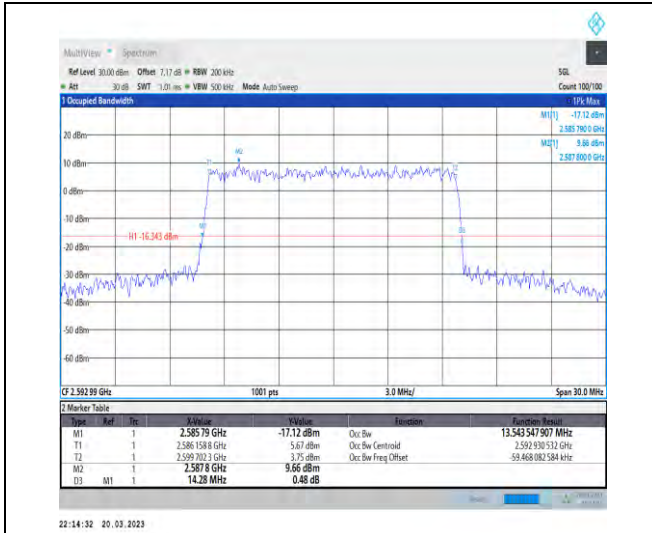 MultiView Spectrum
Ref Level 30.00 dBm Offset 7.17 dB RBW 200 kHz SGL
Att 30 dB SWT 1.01 ms VBW 500 kHz Mode Auto Sweep Count 100/100
1 Occupied Bandwidth 1Pk Max
M1[1] -17.12 dBm
2.585 790 0 GHz
20 dBm
M2[1] 9.66 dBm
2.587 800 0 GHz
M2
10 dBm
T1 T2
0 dBm
-10 dBm
M1
H1 -16.343 dBm
D3
-20 dBm
-30 dBm
-40 dBm
-50 dBm
-60 dBm
CF 2.592 99 GHz 1001 pts 3.0 MHz/ Span 30.0 MHz
2 Marker Table
Type Ref Trc X-Value Y-Value Function Function Result
M1 1 2.585 79 GHz -17.12 dBm Occ Bw 13.543 547 907 MHz
T1 1 2.586 158 8 GHz 5.67 dBm Occ Bw Centroid 2.592 930 532 GHz
T2 1 2.599 702 3 GHz 3.75 dBm Occ Bw Freq Offset -59.468 082 584 kHz
M2 1 2.587 8 GHz 9.66 dBm
D3 M1 1 14.28 MHz 0.48 dB
22:14:32 20.03.2023